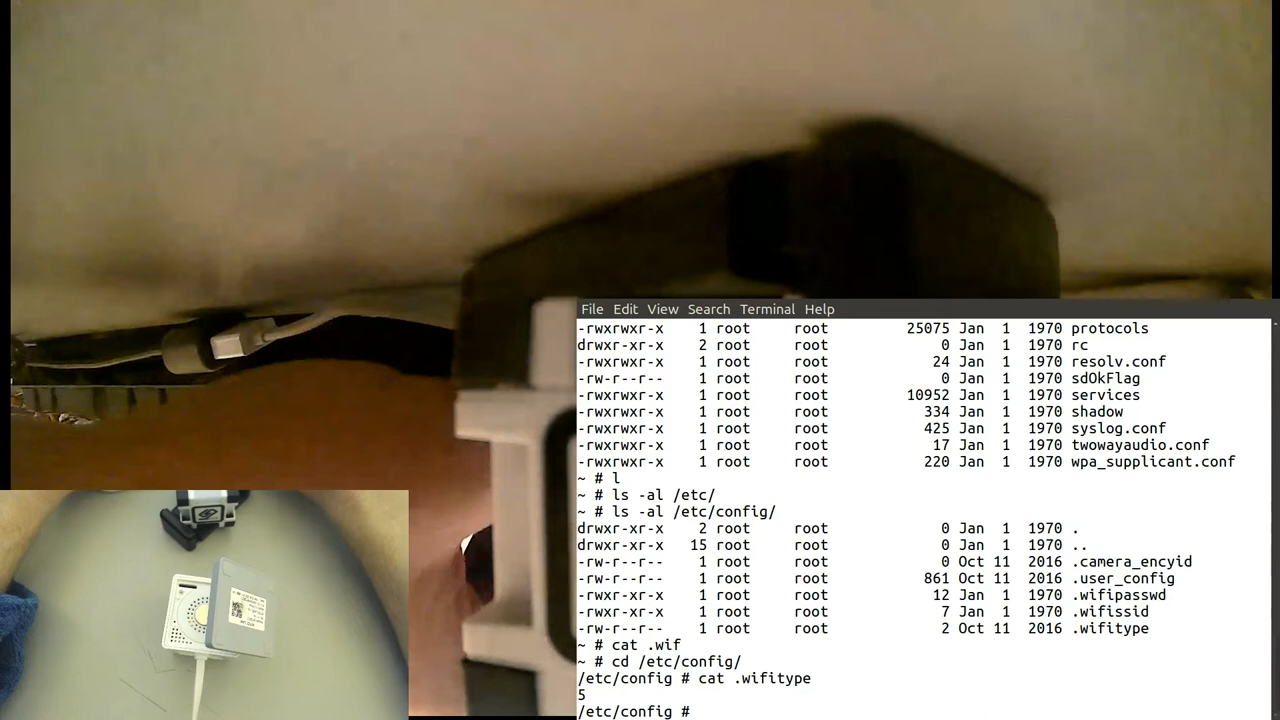 File Edit View Search Terminal Help
-rwxrwxr-x 1 root root 25075 Jan 1 1970 protocols
drwxr-xr-x 2 root root 0 Jan 1 1970 rc
-rwxrwxr-x 1 root root 24 Jan 1 1970 resolv.conf
-rw-r--r-- 1 root root 0 Jan 1 1970 sdOkFlag
-rwxrwxr-x 1 root root 10952 Jan 1 1970 services
-rwxrwxr-x 1 root root 334 Jan 1 1970 shadow
-rwxrwxr-x 1 root root 425 Jan 1 1970 syslog.conf
-rwxrwxr-x 1 root root 17 Jan 1 1970 twowayaudio.conf
-rwxrwxr-x 1 root root 220 Jan 1 1970 wpa_supplicant.conf
~ # l
~ # ls -al /etc/
~ # ls -al /etc/config/
drwxr-xr-x 2 root root 0 Jan 1 1970 .
drwxr-xr-x 15 root root 0 Jan 1 1970 ..
-rw-r--r-- 1 root root 0 Oct 11 2016 .camera_encyid
-rw-r--r-- 1 root root 861 Oct 11 2016 .user_config
-rw-r--r-- 1 root root 12 Jan 1 1970 .wifipasswd
-rw-xr-xr-- 1 root root 7 Jan 1 1970 .wifissid
-rw-r--r-- 1 root root 2 Oct 11 2016 .wifitype
~ # cat .wif
~ # cd /etc/config/
/etc/config # cat .wifitype
5
/etc/config #